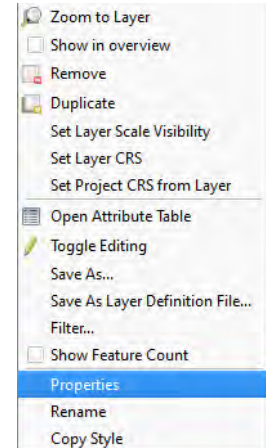 Zoom to Layer
Show in overview
Remove
Duplicate
Set Layer Scale Visibility
Set Layer CRS
Set Project CRS from Layer
Open Attribute Table
Toggle Editing
Save As...
Save As Layer Definition File...
Filter...
Show Feature Count
Properties
Rename
Copy Style